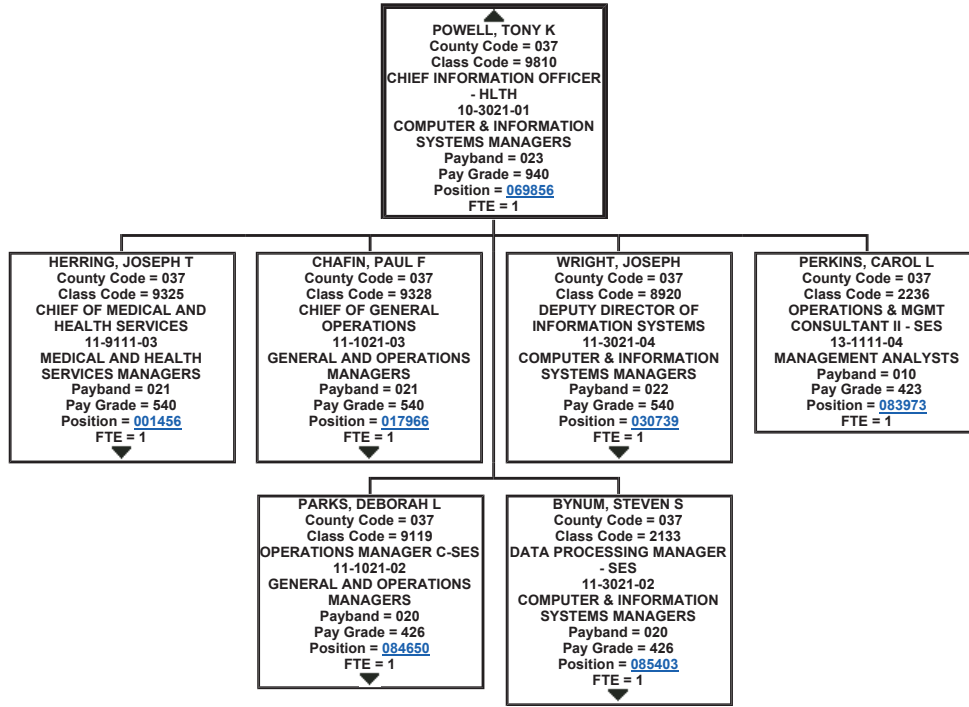 POWELL, TONY K
County Code = 037
Class Code = 9810
CHIEF INFORMATION OFFICER
- HLTH
10-3021-01
COMPUTER & INFORMATION
SYSTEMS MANAGERS
Payband = 023
Pay Grade = 940
Position = 069856
FTE = 1
HERRING, JOSEPH T
County Code = 037
Class Code = 9325
CHIEF OF MEDICAL AND
HEALTH SERVICES
11-9111-03
MEDICAL AND HEALTH
SERVICES MANAGERS
Payband = 021
Pay Grade = 540
Position = 001456
FTE = 1
CHAFIN, PAUL F
County Code = 037
Class Code = 9328
CHIEF OF GENERAL
OPERATIONS
11-1021-03
GENERAL AND OPERATIONS
MANAGERS
Payband = 021
Pay Grade = 540
Position = 017966
FTE = 1
WRIGHT, JOSEPH
County Code = 037
Class Code = 8920
DEPUTY DIRECTOR OF
INFORMATION SYSTEMS
11-3021-04
COMPUTER & INFORMATION
SYSTEMS MANAGERS
Payband = 022
Pay Grade = 540
Position = 030739
FTE = 1
PERKINS, CAROL L
County Code = 037
Class Code = 2236
OPERATIONS & MGMT
CONSULTANT II - SES
13-1111-04
MANAGEMENT ANALYSTS
Payband = 010
Pay Grade = 423
Position = 083973
FTE = 1
PARKS, DEBORAH L
County Code = 037
Class Code = 9119
OPERATIONS MANAGER C-SES
11-1021-02
GENERAL AND OPERATIONS
MANAGERS
Payband = 020
Pay Grade = 426
Position = 084650
FTE = 1
BYNUM, STEVEN S
County Code = 037
Class Code = 2133
DATA PROCESSING MANAGER
- SES
11-3021-02
COMPUTER & INFORMATION
SYSTEMS MANAGERS
Payband = 020
Pay Grade = 426
Position = 085403
FTE = 1